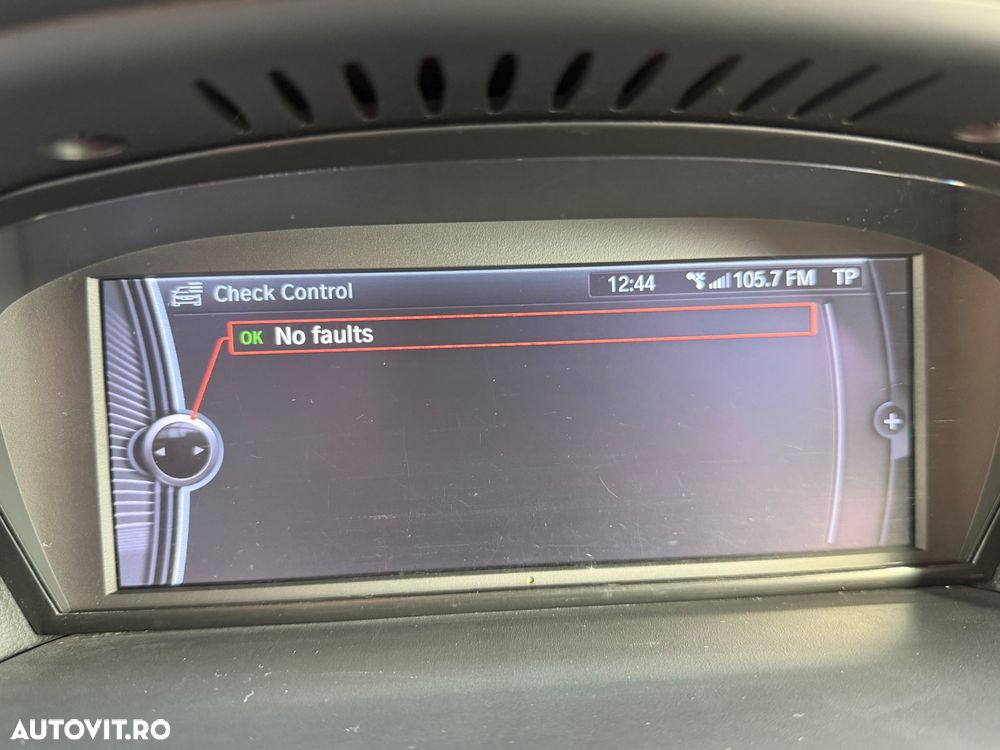 Check Control 12:44 105.7 FM TP
OK No faults
AUTOVIT.RO